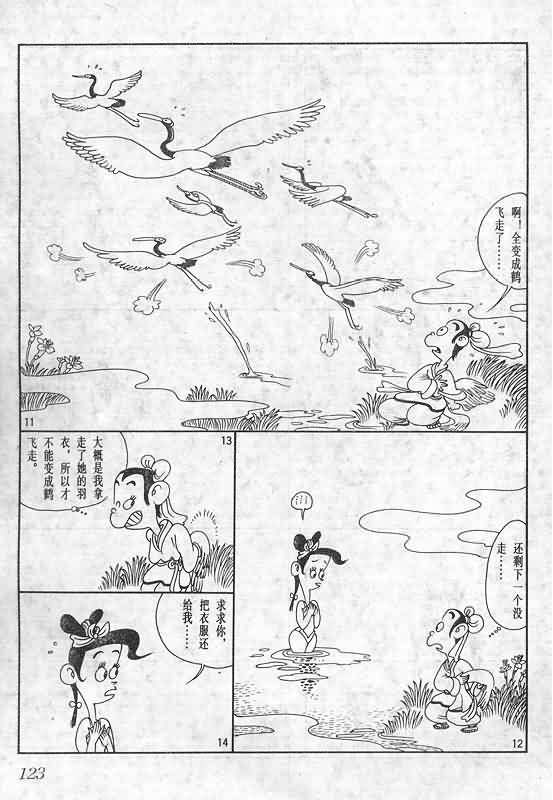 啊！全变成鹤
飞走了……
11
还剩下一个没
走……
……
12
大概是我拿
走了她的羽
衣，所以才
不能变成鹤
飞走。
13
求求你，
把衣服还
给我……
14
123